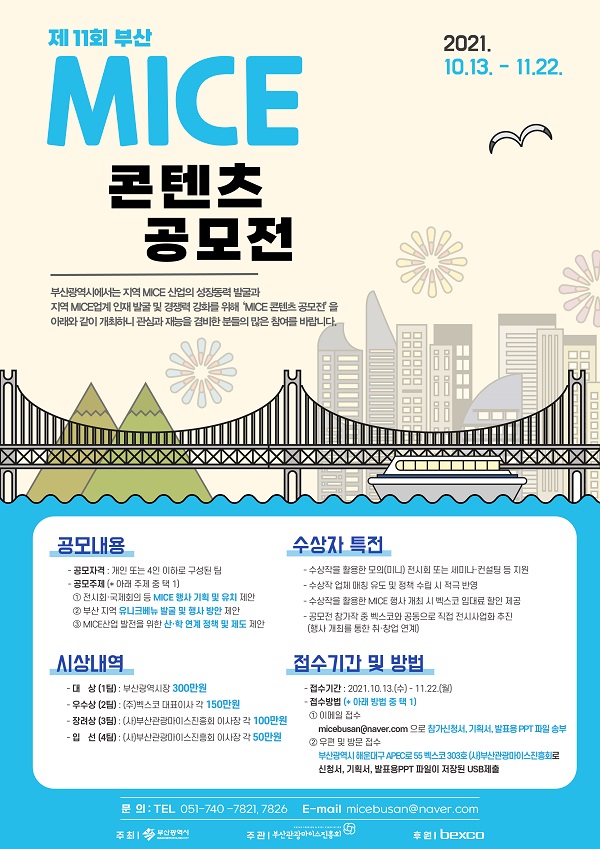 제 11회 부산
MICE
콘텐츠
공모전
2021.
10.13. - 11.22.
부산광역시에서는 지역 MICE 산업의 성장동력 발굴과
지역 MICE업계 인재 발굴 및 경쟁력 강화를 위해 'MICE 콘텐츠 공모전'을
아래와 같이 개최하니 관심과 재능을 겸비한 분들의 많은 참여를 바랍니다.
공모내용
- 공모자격 : 개인 또는 4인 이하로 구성된 팀
- 공모주제 (* 아래 주제 중 택 1)
① 전시회·국제회의 등 MICE 행사 기획 및 유치 제안
② 부산 지역 유니크베뉴 발굴 및 행사 방안 제안
③ MICE산업 발전을 위한 산·학 연계 정책 및 제도 제안
수상자 특전
- 수상작을 활용한 모의(미니) 전시회 또는 세미나·컨설팅 등 지원
- 수상작 업체 매칭 유도 및 정책 수립 시 적극 반영
- 수상작을 활용한 MICE 행사 개최 시 벡스코 임대료 할인 제공
- 공모전 참가작 중 벡스코와 공동으로 직접 전시사업화 추진
(행사 개최를 통한 취·창업 연계)
시상내역
- 대 상 (1팀) : 부산광역시장 300만원
- 우수상 (2팀) : (주)벡스코 대표이사 각 150만원
- 장려상 (3팀) : (사)부산관광마이스진흥회 이사장 각 100만원
- 입 선 (4팀) : (사)부산관광마이스진흥회 이사장 각 50만원
접수기간 및 방법
- 접수기간 : 2021.10.13.(수) - 11.22.(월)
- 접수방법 (* 아래 방법 중 택 1)
① 이메일 접수
micebusan@naver.com 으로 참가신청서, 기획서, 발표용 PPT 파일 송부
② 우편 및 방문 접수
부산광역시 해운대구 APEC로 55 벡스코 303호 (사)부산관광마이스진흥회로
신청서, 기획서, 발표용PPT 파일이 저장된 USB제출
문 의 : TEL 051-740 -7821, 7826 E-mail micebusan@naver.com
주 최 | 부산광역시 주 관 | 부산관광마이스진흥회 후 원 | bexco